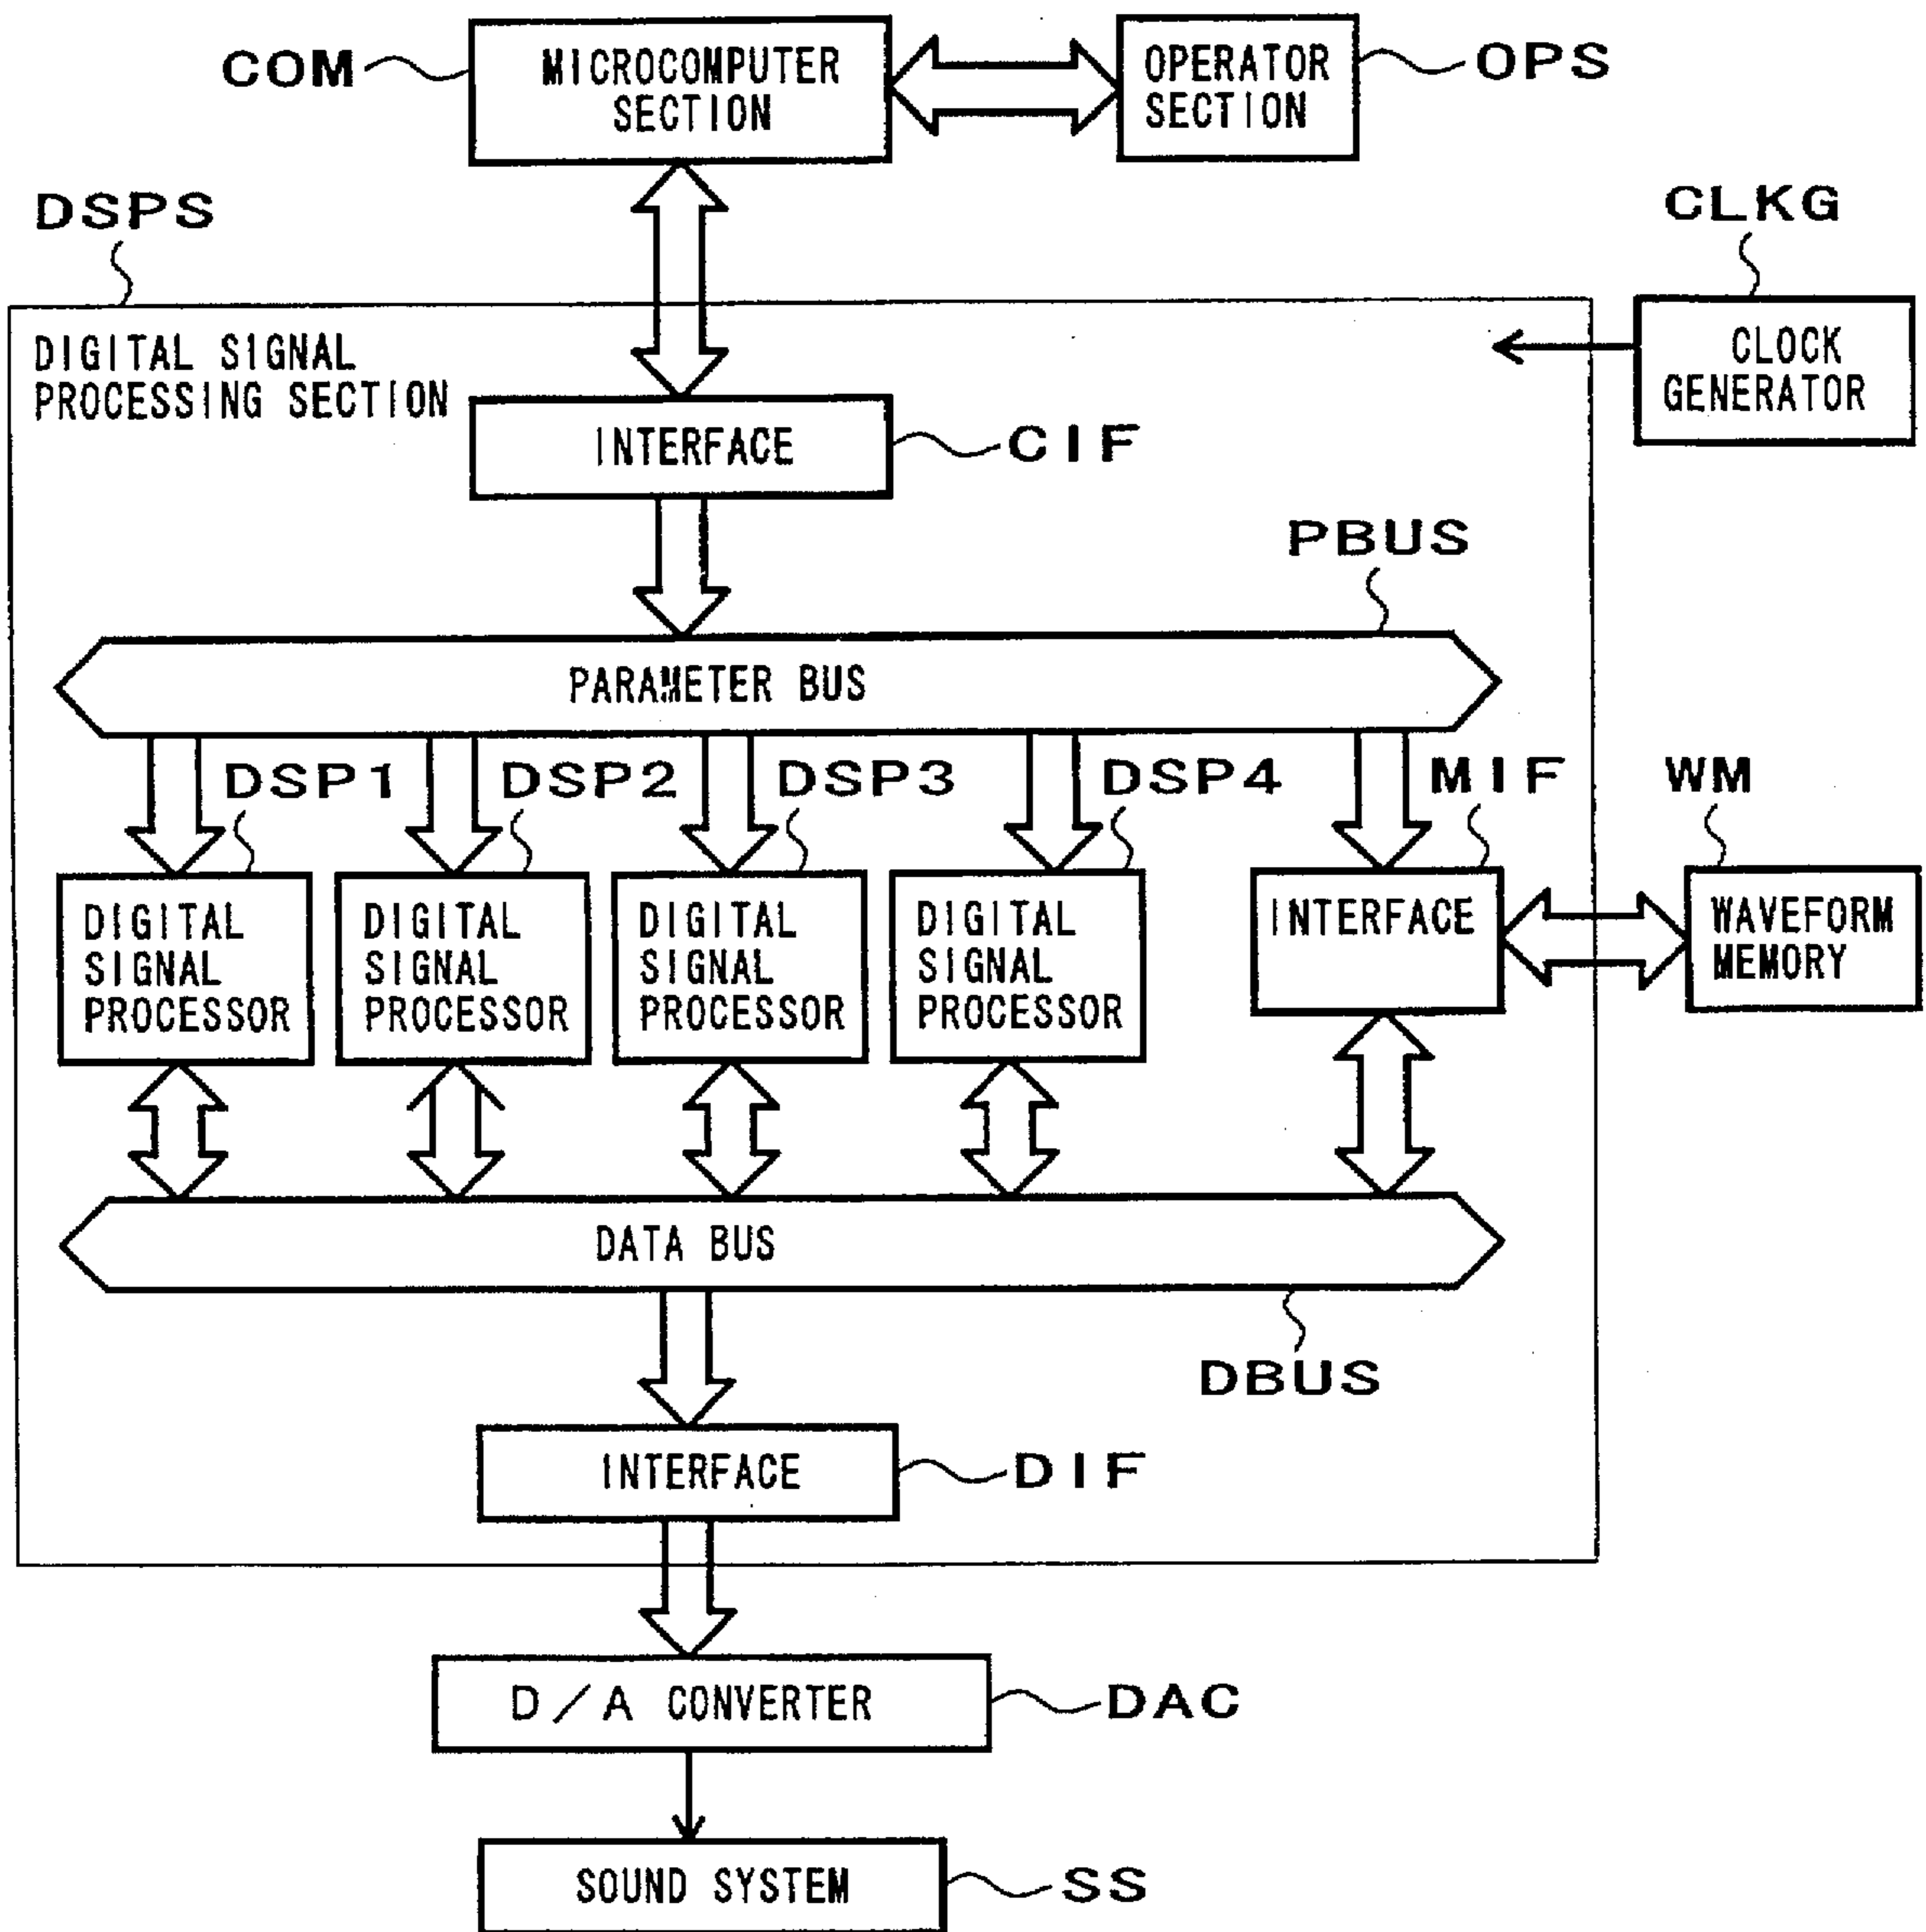 COM
MICROCOMPUTER
SECTION
OPERATOR
SECTION
OPS
DSPS
CLKG
DIGITAL SIGNAL
PROCESSING SECTION
CLOCK
GENERATOR
INTERFACE
CIF
PBUS
PARAMETER BUS
DSP1
DSP2
DSP3
DSP4
MIF
WM
DIGITAL
SIGNAL
PROCESSOR
DIGITAL
SIGNAL
PROCESSOR
DIGITAL
SIGNAL
PROCESSOR
DIGITAL
SIGNAL
PROCESSOR
INTERFACE
WAVEFORM
MEMORY
DATA BUS
DBUS
INTERFACE
DIF
D/A CONVERTER
DAC
SOUND SYSTEM
SS